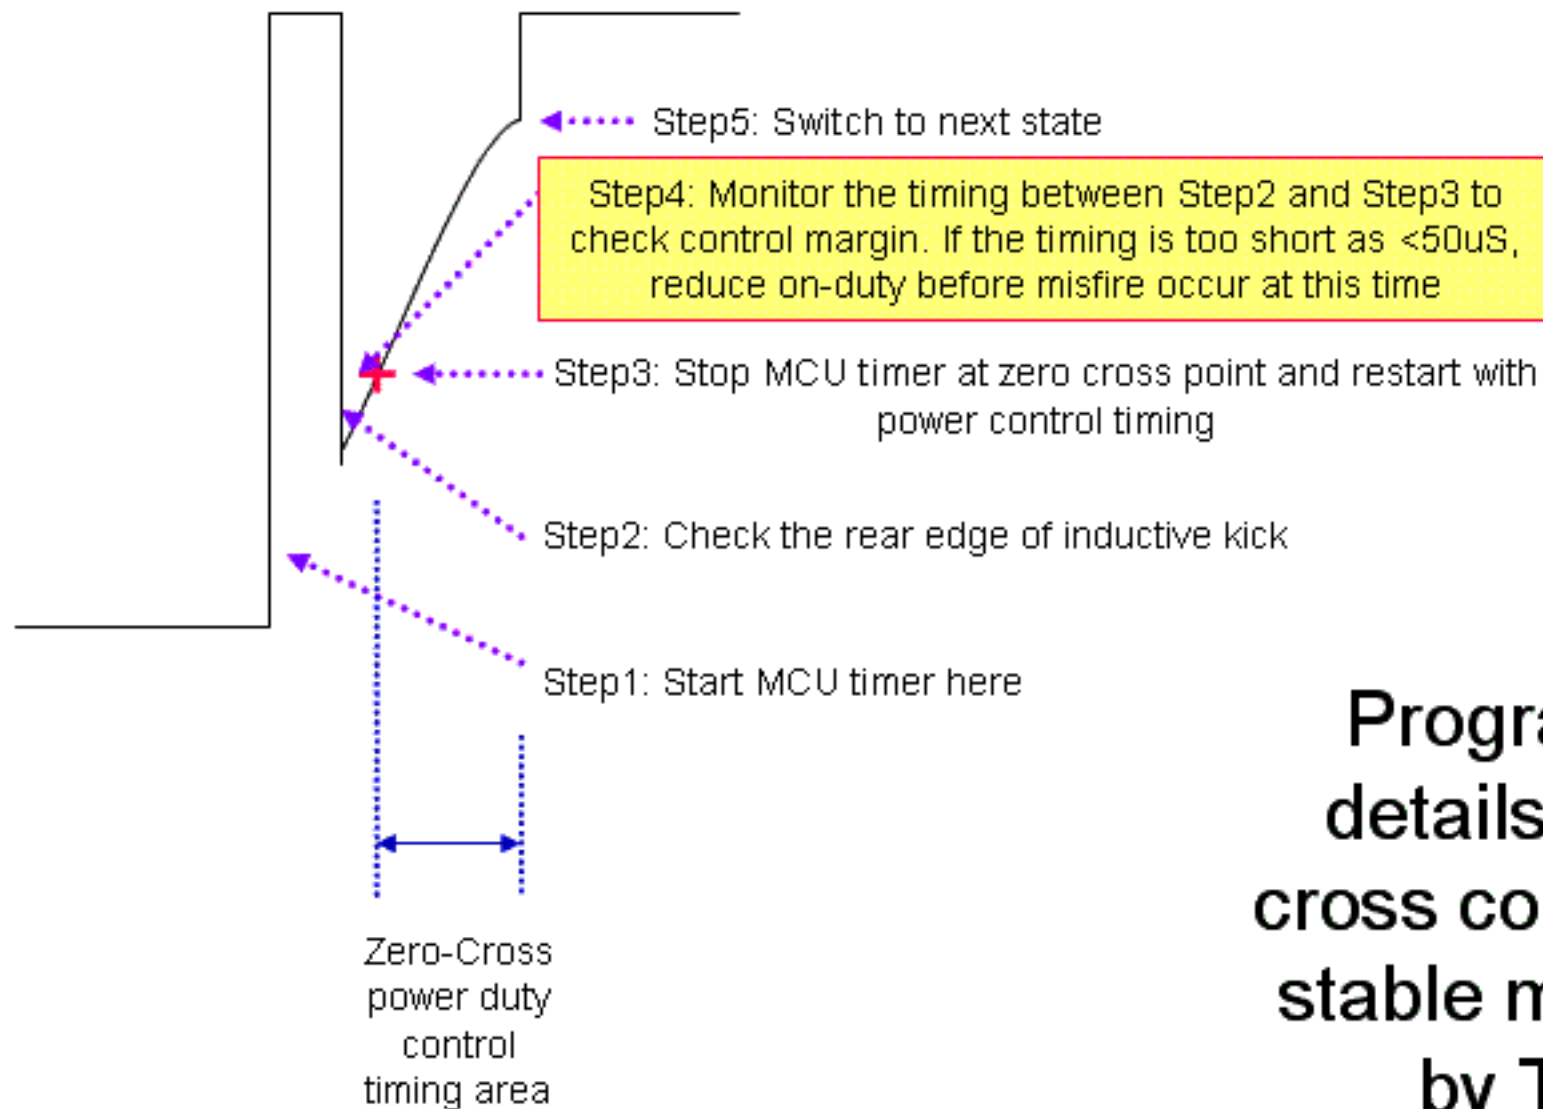 Step5: Switch to next state
Step4: Monitor the timing between Step2 and Step3 to
check control margin. If the timing is too short as <50uS,
reduce on-duty before misfire occur at this time
Step3: Stop MCU timer at zero cross point and restart with
power control timing
Step2: Check the rear edge of inductive kick
Step1: Start MCU timer here
Zero-Cross
power duty
control
timing area
details
cross
stable
by